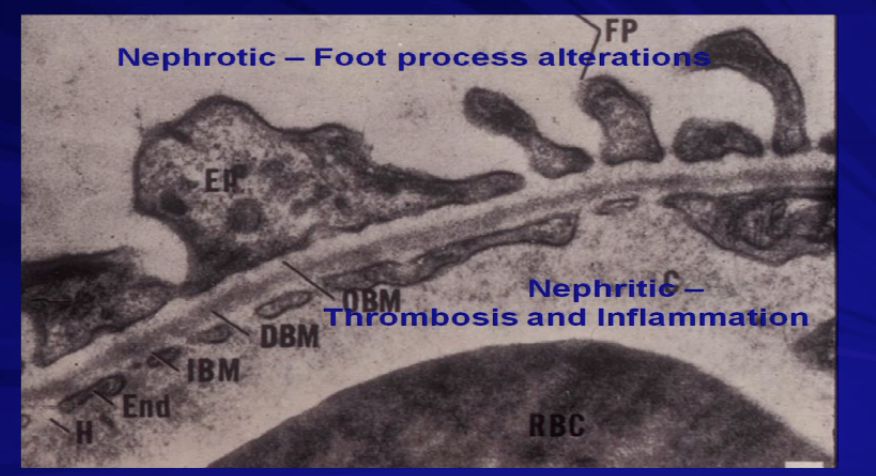 FP
Nephrotic – Foot process alterations
Ep
C
Nephritic –
OBM
Thrombosis and Inflammation
DBM
IBM
End
RBC
H